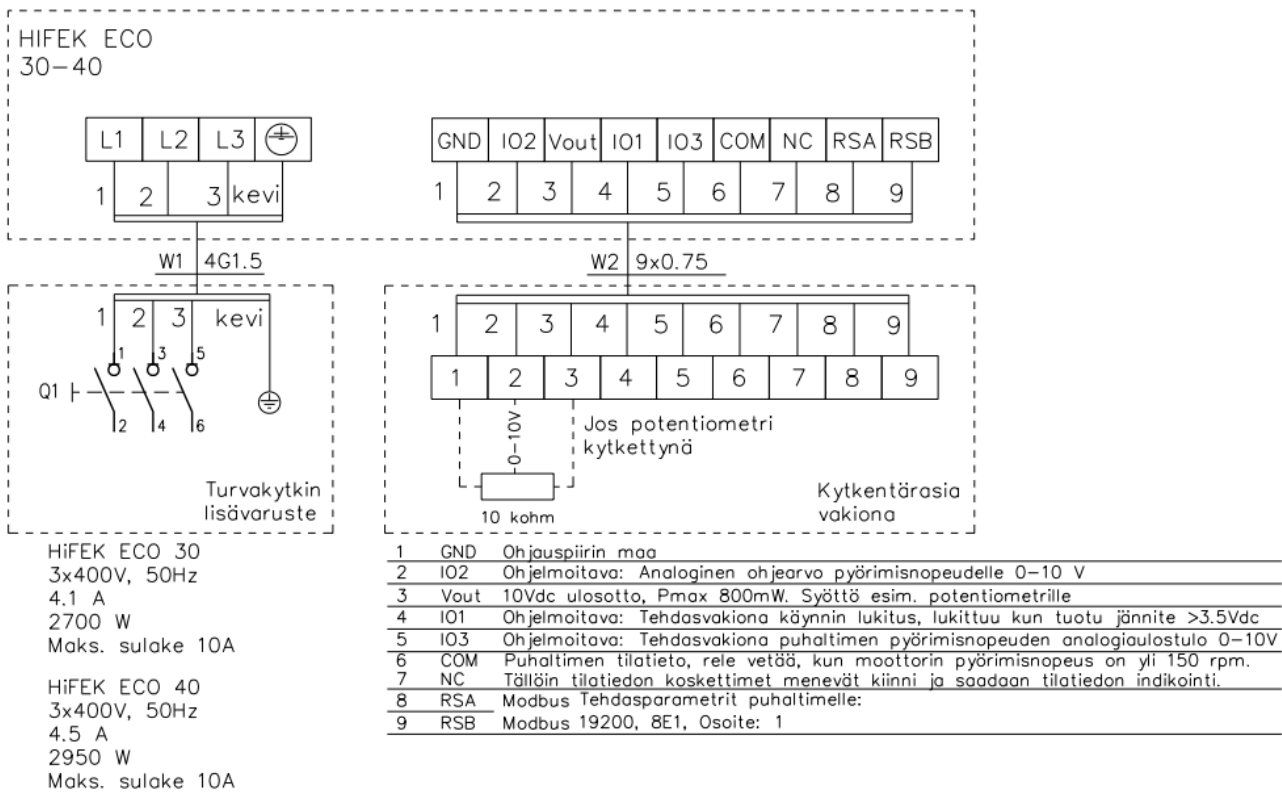 HIFEK ECO
30-40
L1 L2 L3
GND IO2 Vout IO1 IO3 COM NC RSA RSB
1 2 3 kevi
1 2 3 4 5 6 7 8 9
W1 4G1.5
W2 9x0.75
1 2 3 kevi
1 2 3 4 5 6 7 8 9
1 3 5
Q1
2 4 6
1 2 3 4 5 6 7 8 9
0-10V
Jos potentiometri
kytkettynä
10 kohm
Turvakytkin
lisävaruste
Kytkentärasia
vakiona
HiFEK ECO 30
3x400V, 50Hz
4.1 A
2700 W
Maks. sulake 10A
HiFEK ECO 40
3x400V, 50Hz
4.5 A
2950 W
Maks. sulake 10A
1 GND Ohjauspiirin maa
2 IO2 Ohjelmoitava: Analoginen ohjearvo pyörimisnopeudelle 0-10 V
3 Vout 10Vdc ulosotto, Pmax 800mW. Syöttö esim. potentiometrille
4 IO1 Ohjelmoitava: Tehdasvakiona käynnin lukitus, lukittuu kun tuotu jännite >3.5Vdc
5 IO3 Ohjelmoitava: Tehdasvakiona puhaltimen pyörimisnopeuden analogiaulostulo 0-10V
6 COM Puhaltimen tilatieto, rele vetää, kun moottorin pyörimisnopeus on yli 150 rpm.
7 NC Tällöin tilatiedon koskettimet menevät kiinni ja saadaan tilatiedon indikointi.
8 RSA Modbus Tehdasparametrit puhaltimelle:
9 RSB Modbus 19200, 8E1, Osoite: 1